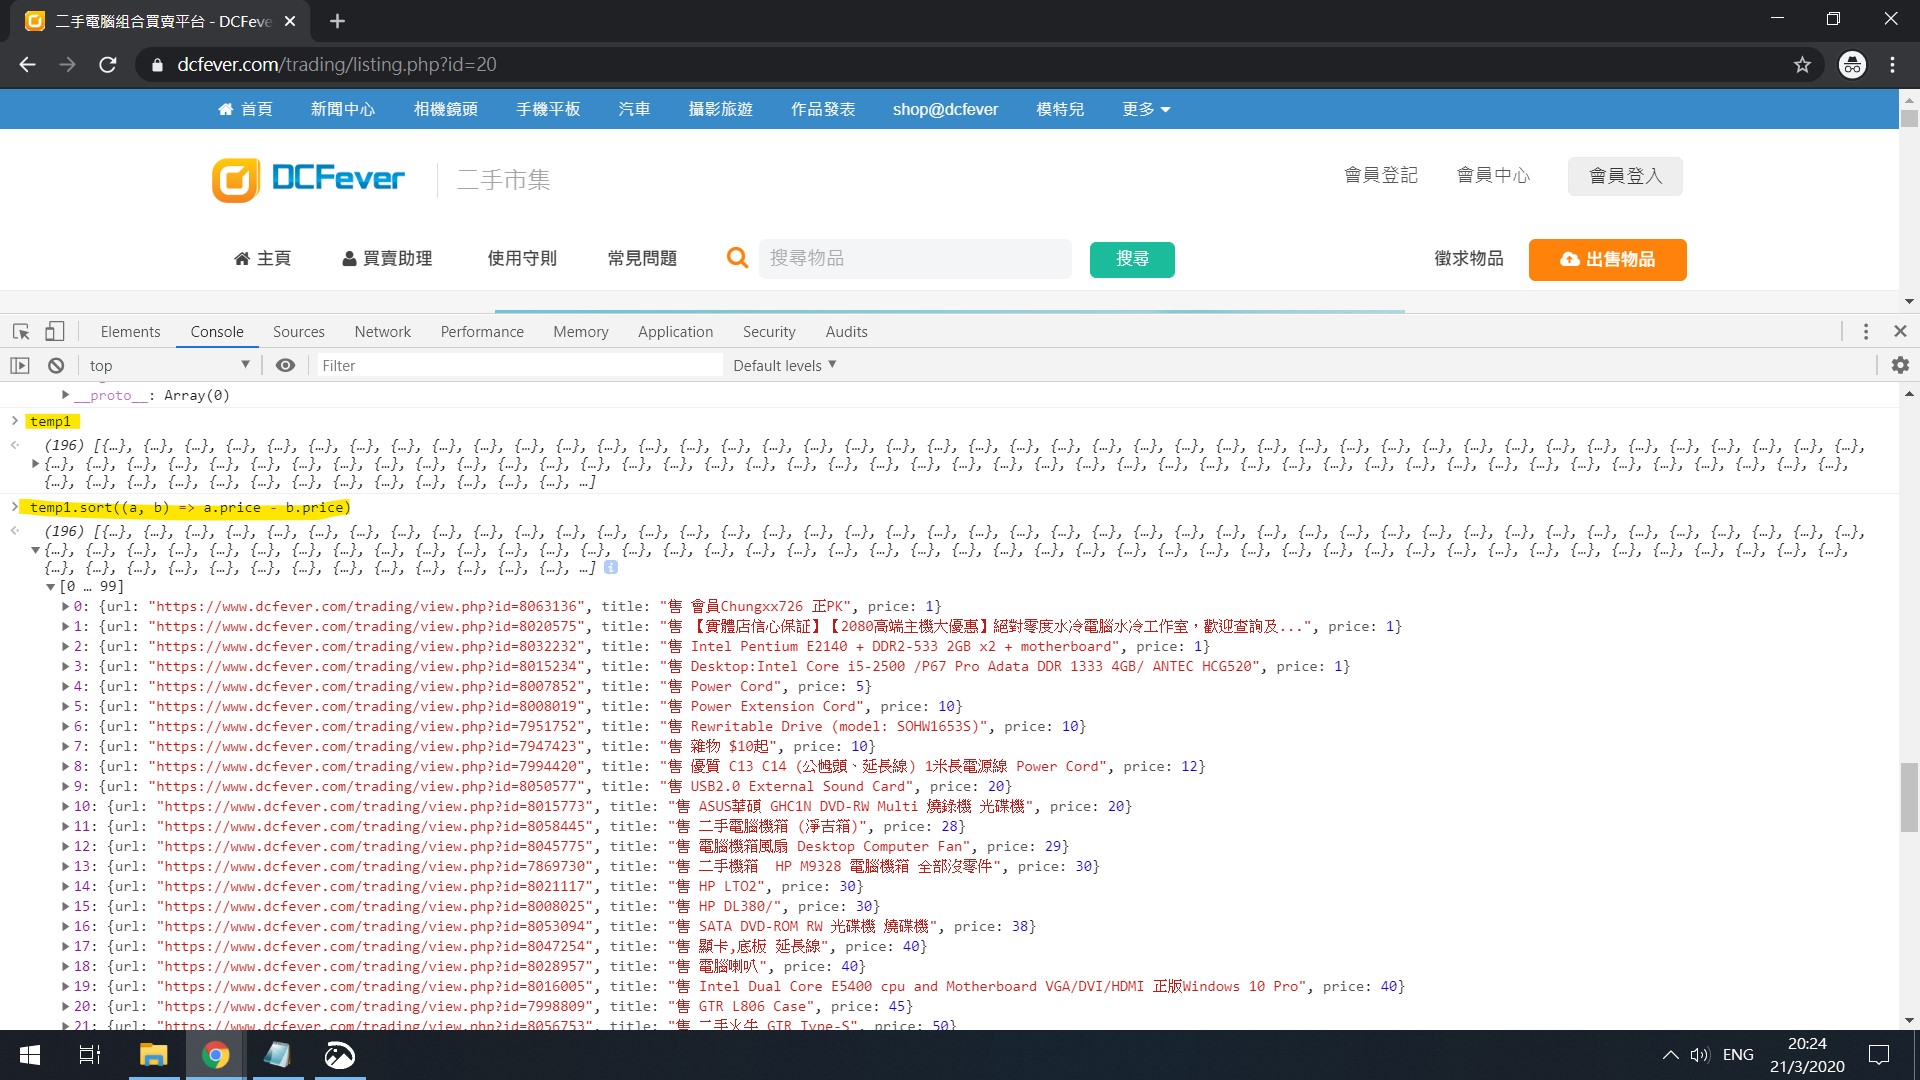 二手電腦組合買賣平台 - DCFeve
dcfever.com/trading/listing.php?id=20
首頁 新聞中心 相機鏡頭 手機平板 汽車 攝影旅遊 作品發表 shop@dcfever 模特兒 更多
DCFever 二手市集 會員登記 會員中心 會員登入
主頁 買賣助理 使用守則 常見問題 搜尋物品 搜尋 徵求物品 出售物品
Elements Console Sources Network Performance Memory Application Security Audits
top Filter Default levels
__proto__: Array(0)
temp1
(196) [{…}, {…}, {…}, {…}, {…}, {…}, {…}, {…}, {…}, {…}, {…}, {…}, {…}, {…}, {…}, {…}, {…}, {…}, {…}, {…}, {…}, {…}, {…}, {…}, {…}, {…}, {…}, {…}, {…}, {…}, {…}, {…}, {…}, {…}, {…}, {…}, {…}, {…}, {…}, {…}, {…}, {…}, {…},
{…}, {…}, {…}, {…}, {…}, {…}, {…}, {…}, {…}, {…}, {…}, {…}, {…}, {…}, {…}, {…}, {…}, {…}, {…}, {…}, {…}, {…}, {…}, {…}, {…}, {…}, {…}, {…}, {…}, {…}, {…}, {…}, {…}, {…}, {…}, {…}, {…}, {…}, {…}, {…}, {…}, {…}, {…}, {…},
{…}, {…}, {…}, {…}, {…}, {…}, {…}, {…}, {…}, {…}, {…}, {…}, {…}, …]
temp1.sort((a, b) => a.price - b.price)
(196) [{…}, {…}, {…}, {…}, {…}, {…}, {…}, {…}, {…}, {…}, {…}, {…}, {…}, {…}, {…}, {…}, {…}, {…}, {…}, {…}, {…}, {…}, {…}, {…}, {…}, {…}, {…}, {…}, {…}, {…}, {…}, {…}, {…}, {…}, {…}, {…}, {…}, {…}, {…}, {…}, {…}, {…}, {…},
{…}, {…}, {…}, {…}, {…}, {…}, {…}, {…}, {…}, {…}, {…}, {…}, {…}, {…}, {…}, {…}, {…}, {…}, {…}, {…}, {…}, {…}, {…}, {…}, {…}, {…}, {…}, {…}, {…}, {…}, {…}, {…}, {…}, {…}, {…}, {…}, {…}, {…}, {…}, {…}, {…}, {…}, {…}, {…},
{…}, {…}, {…}, {…}, {…}, {…}, {…}, {…}, {…}, {…}, {…}, {…}, {…}, …]
[0 … 99]
0: {url: "https://www.dcfever.com/trading/view.php?id=8063136", title: "售 會員Chungxx726 正PK", price: 1}
1: {url: "https://www.dcfever.com/trading/view.php?id=8020575", title: "售 【實體店信心保証】【2080高端主機大優惠】絕對零度水冷電腦水冷工作室，歡迎查詢及...", price: 1}
2: {url: "https://www.dcfever.com/trading/view.php?id=8032232", title: "售 Intel Pentium E2140 + DDR2-533 2GB x2 + motherboard", price: 1}
3: {url: "https://www.dcfever.com/trading/view.php?id=8015234", title: "售 Desktop:Intel Core i5-2500 /P67 Pro Adata DDR 1333 4GB/ ANTEC HCG520", price: 1}
4: {url: "https://www.dcfever.com/trading/view.php?id=8007852", title: "售 Power Cord", price: 5}
5: {url: "https://www.dcfever.com/trading/view.php?id=8008019", title: "售 Power Extension Cord", price: 10}
6: {url: "https://www.dcfever.com/trading/view.php?id=7951752", title: "售 Rewritable Drive (model: SOHW1653S)", price: 10}
7: {url: "https://www.dcfever.com/trading/view.php?id=7947423", title: "售 雜物 $10起", price: 10}
8: {url: "https://www.dcfever.com/trading/view.php?id=7994420", title: "售 優質 C13 C14 (公乸頭、延長線) 1米長電源線 Power Cord", price: 12}
9: {url: "https://www.dcfever.com/trading/view.php?id=8050577", title: "售 USB2.0 External Sound Card", price: 20}
10: {url: "https://www.dcfever.com/trading/view.php?id=8015773", title: "售 ASUS華碩 GHC1N DVD-RW Multi 燒錄機 光碟機", price: 20}
11: {url: "https://www.dcfever.com/trading/view.php?id=8058445", title: "售 二手電腦機箱 (淨吉箱)", price: 28}
12: {url: "https://www.dcfever.com/trading/view.php?id=8045775", title: "售 電腦機箱風扇 Desktop Computer Fan", price: 29}
13: {url: "https://www.dcfever.com/trading/view.php?id=7869730", title: "售 二手機箱  HP M9328 電腦機箱 全部沒零件", price: 30}
14: {url: "https://www.dcfever.com/trading/view.php?id=8021117", title: "售 HP LTO2", price: 30}
15: {url: "https://www.dcfever.com/trading/view.php?id=8008025", title: "售 HP DL380/", price: 30}
16: {url: "https://www.dcfever.com/trading/view.php?id=8053094", title: "售 SATA DVD-ROM RW 光碟機 燒碟機", price: 38}
17: {url: "https://www.dcfever.com/trading/view.php?id=8047254", title: "售 顯卡,底板 延長線", price: 40}
18: {url: "https://www.dcfever.com/trading/view.php?id=8028957", title: "售 電腦喇叭", price: 40}
19: {url: "https://www.dcfever.com/trading/view.php?id=8016005", title: "售 Intel Dual Core E5400 cpu and Motherboard VGA/DVI/HDMI 正版Windows 10 Pro", price: 40}
20: {url: "https://www.dcfever.com/trading/view.php?id=7998809", title: "售 GTR L806 Case", price: 45}
21: {url: "https://www.dcfever.com/trading/view.php?id=8056753", title: "售 二手火牛 GTR Type-S", price: 50}
ENG 20:24
21/3/2020